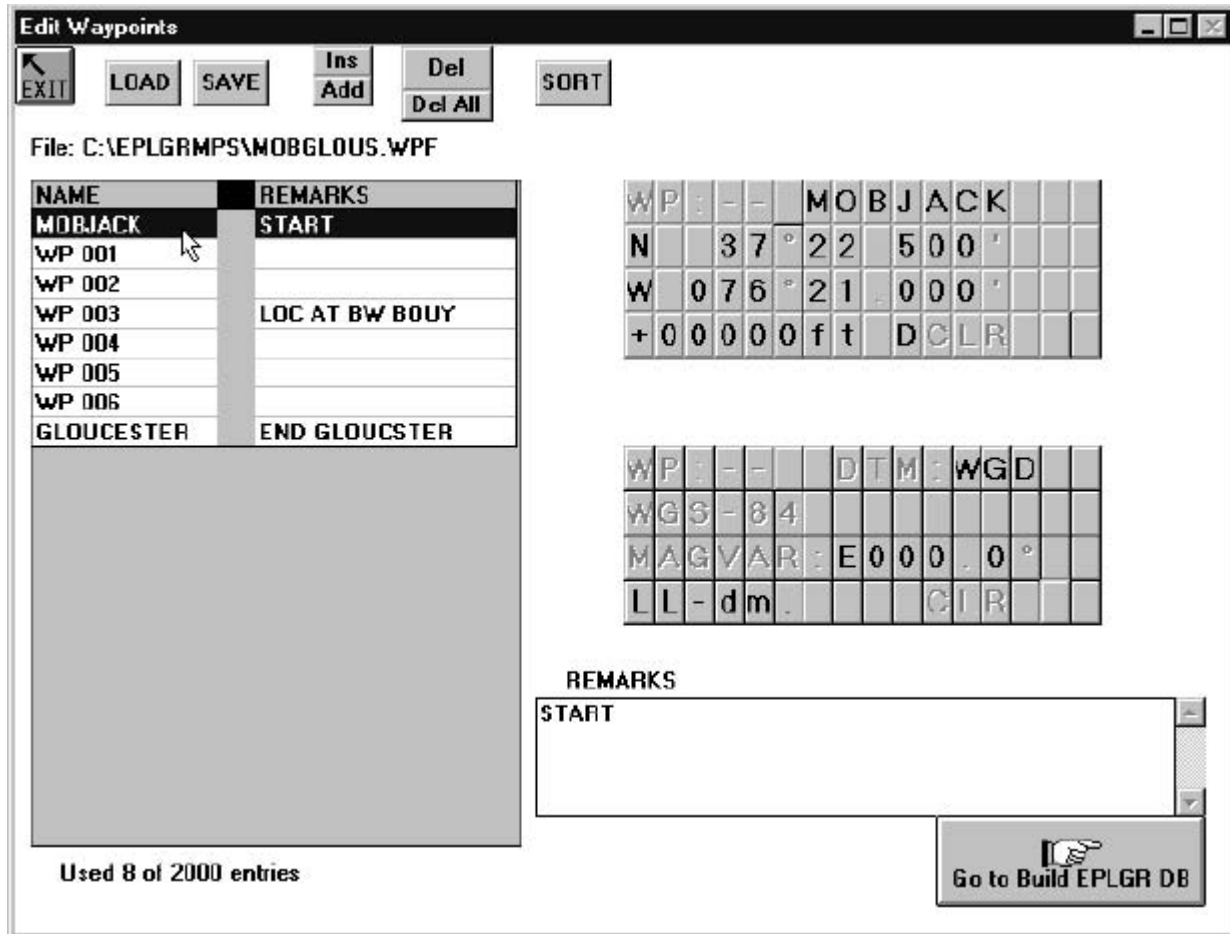 Edit Waypoints
EXIT LOAD SAVE Ins Add Del Del All SORT
File: C:\EPLGRMPS\MOBGLOUS.WPF
NAME REMARKS
MOBJACK START
WP 001
WP 002
WP 003 LOC AT BW BOUY
WP 004
WP 005
WP 006
GLOUCESTER END GLOUCSTER
Used 8 of 2000 entries
WP:--_MOBJACK
N 37°22 500'
W 076°21.000'
+00000ft DCLR
WP:-- DTM:WGD
WGS-84
MAGVAR:E000.0°
LL-dm. CLR
REMARKS
START
Go to Build EPLGR DB